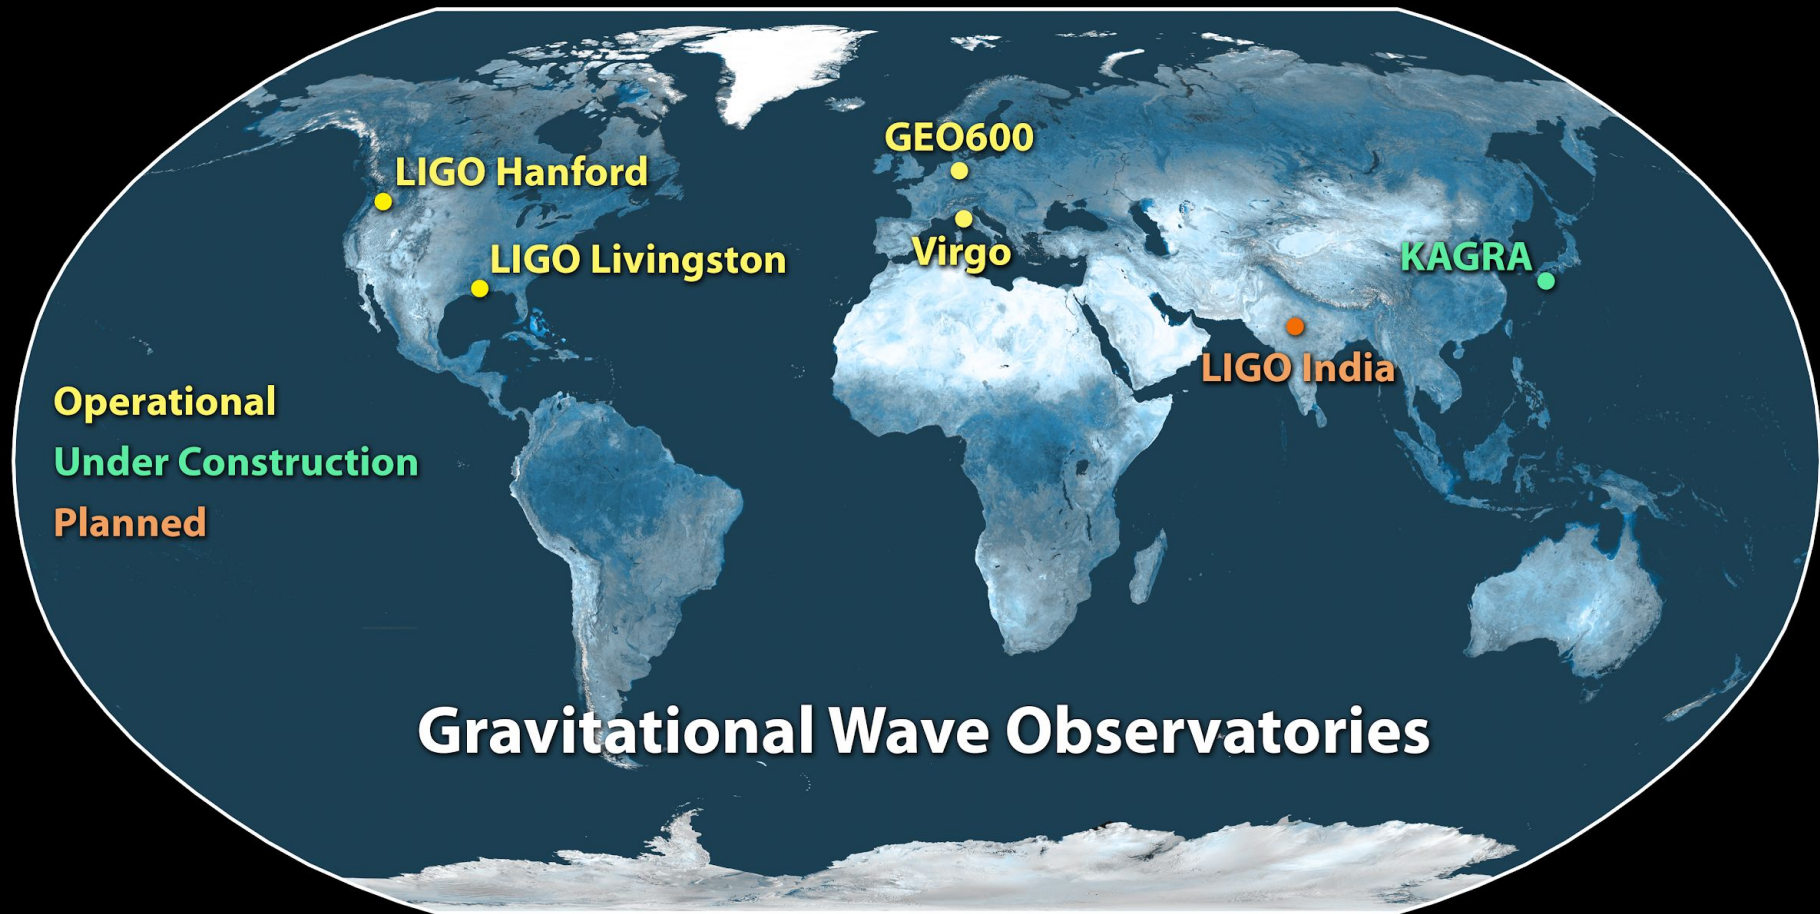 GEO600
LIGO Hanford
Virgo
LIGO Livingston
KAGRA
LIGO India
Operational
Under Construction
Planned
Gravitational Wave Observatories